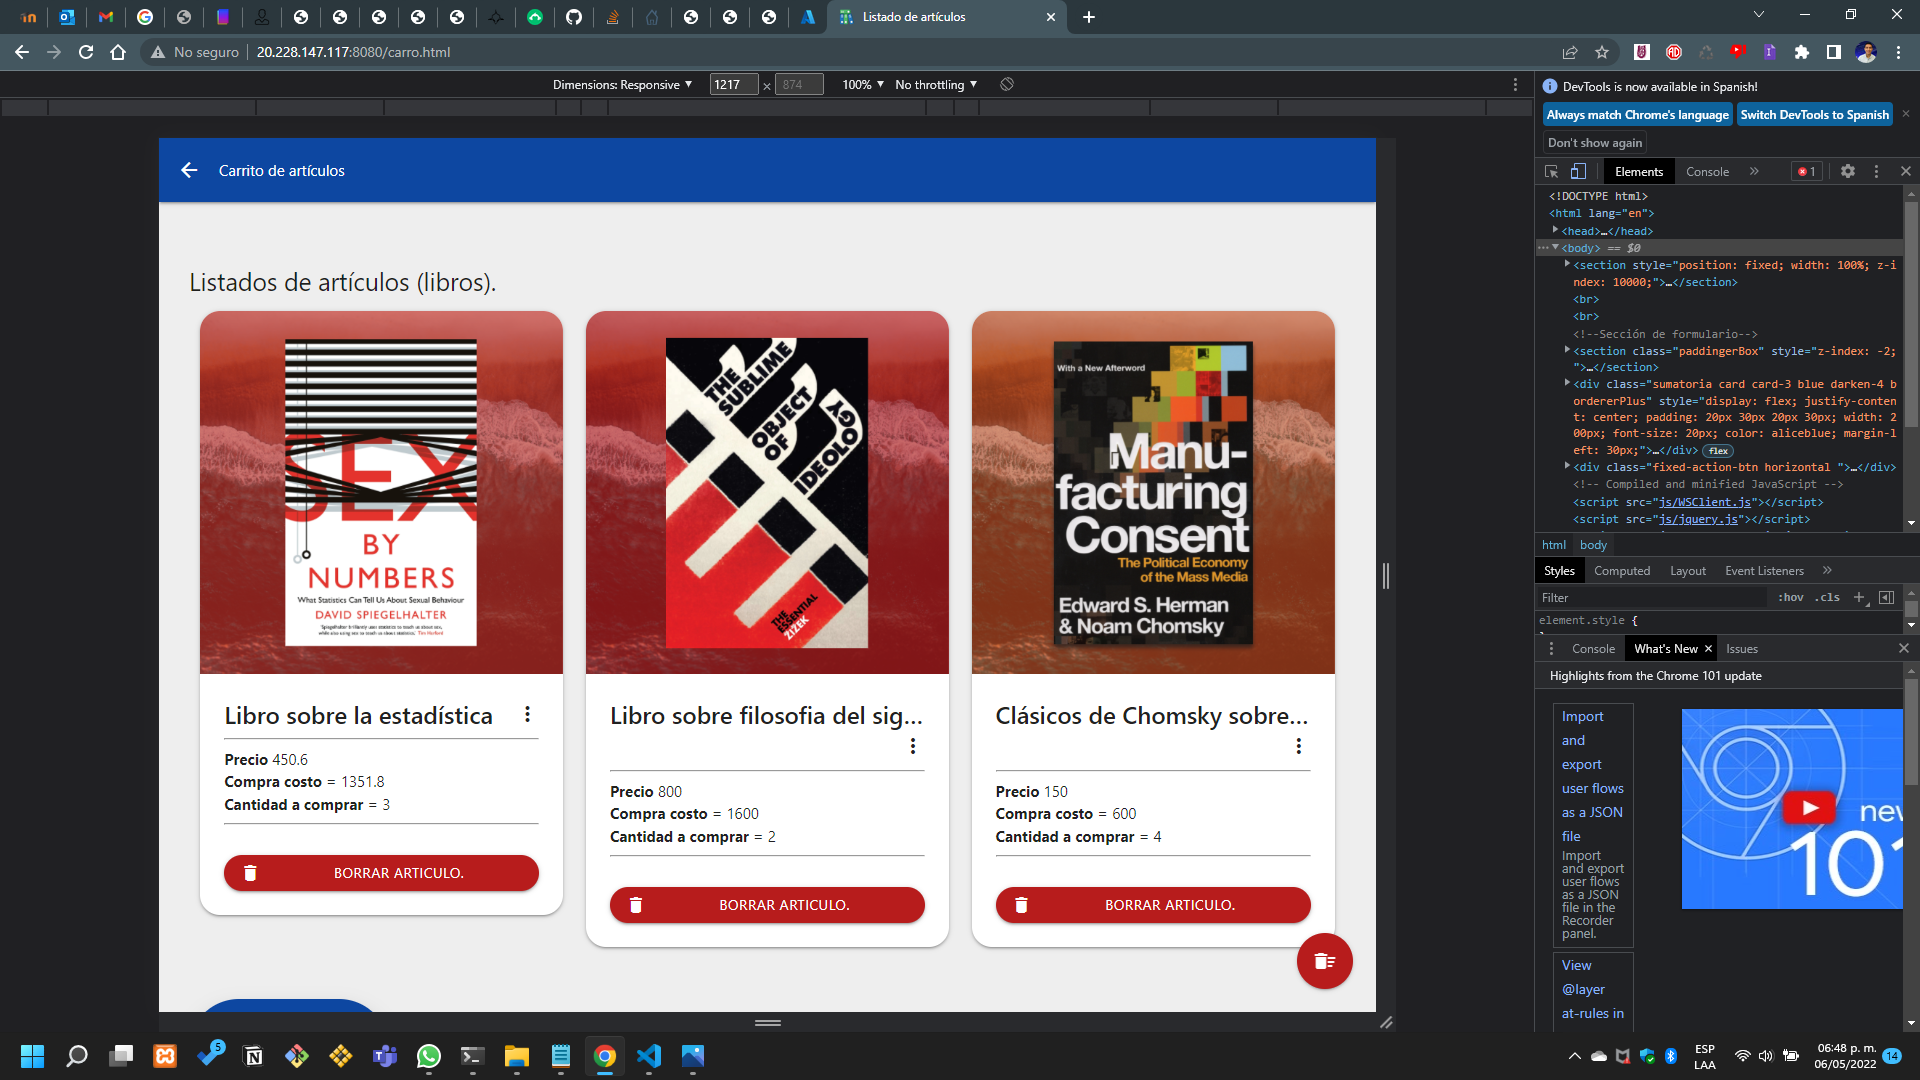 Listado de artículos
No seguro
20.228.147.117:8080/carro.html
Dimensions: Responsive
1217
×
874
100%
No throttling
Carrito de artículos
Listados de artículos (libros).
SEX
BY
NUMBERS
What Statistics Can Tell Us About Sexual Behaviour
DAVID SPIEGELHALTER
Libro sobre la estadística
Precio 450.6
Compra costo = 1351.8
Cantidad a comprar = 3
BORRAR ARTICULO.
THE SUBLIME
OBJECT
OF
IDEOLOGY
THE
ESSENTIAL
ZIZEK
Libro sobre filosofia del sig...
Precio 800
Compra costo = 1600
Cantidad a comprar = 2
BORRAR ARTICULO.
With a New Afterword
Manu-
facturing
Consent
The Political Economy
of the Mass Media
Edward S. Herman
& Noam Chomsky
Clásicos de Chomsky sobre...
Precio 150
Compra costo = 600
Cantidad a comprar = 4
BORRAR ARTICULO.
DevTools is now available in Spanish!
Always match Chrome's language
Switch DevTools to Spanish
Don't show again
Elements
Console
1
<!DOCTYPE html>
<html lang="en">
<head>…</head>
<body> == $0
<section style="position: fixed; width: 100%; z-i
ndex: 10000;">…</section>
<br>
<br>
<!--Sección de formulario-->
<section class="paddingerBox" style="z-index: -2;
">…</section>
<div class="sumatoria card card-3 blue darken-4 b
ordererPlus" style="display: flex; justify-conten
t: center; padding: 20px 30px 20px 30px; width: 2
00px; font-size: 20px; color: aliceblue; margin-l
eft: 30px;">…</div> flex
<div class="fixed-action-btn horizontal ">…</div>
<!-- Compiled and minified JavaScript -->
<script src="js/WSClient.js"></script>
<script src="js/jquery.js"></script>
html
body
Styles
Computed
Layout
Event Listeners
Filter
:hov
.cls
element.style {
Console
What's New
Issues
Highlights from the Chrome 101 update
Import
and
export
user flows
as a JSON
file
Import
and export
user flows
as a JSON
file in the
Recorder
panel.
View
@layer
at-rules in
new
101
5
ESP
LAA
06:48 p. m.
06/05/2022
14